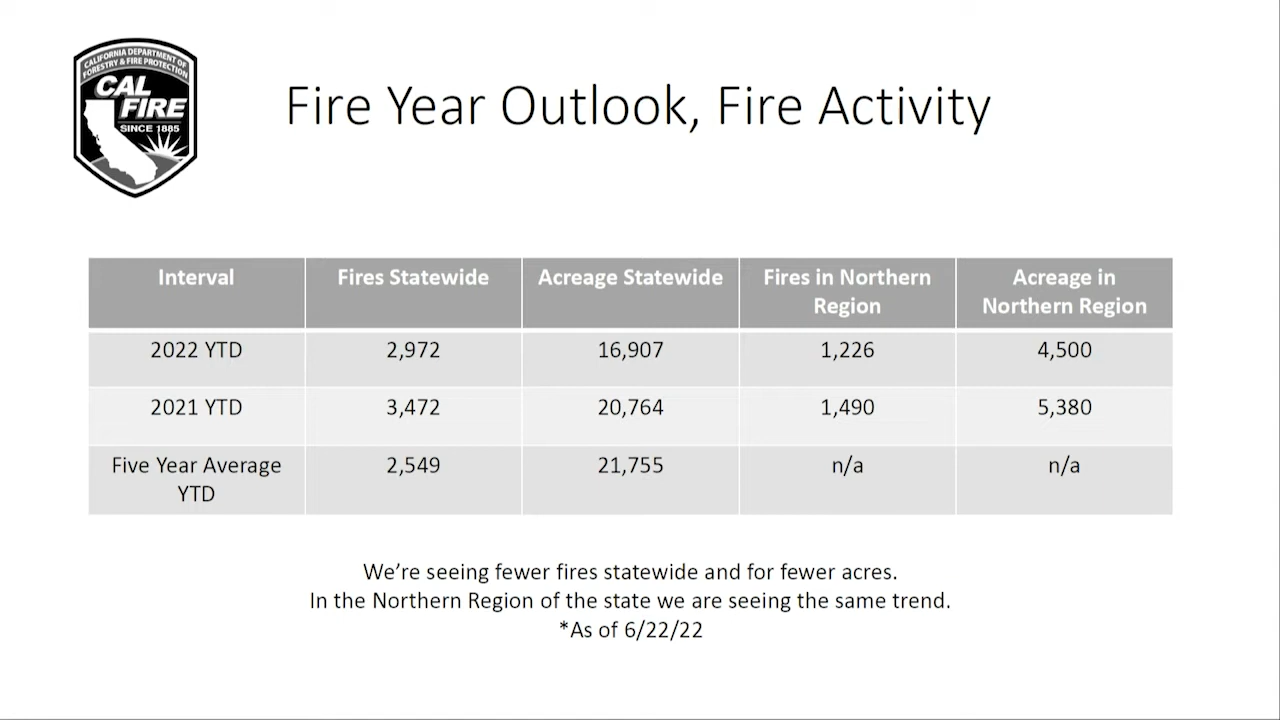 CALIFORNIA DEPARTMENT OF
FORESTRY & FIRE PROTECTION
CAL
FIRE
SINCE 1885
Fire Year Outlook, Fire Activity
Interval Fires Statewide Acreage Statewide Fires in Northern Region Acreage in Northern Region
2022 YTD 2,972 16,907 1,226 4,500
2021 YTD 3,472 20,764 1,490 5,380
Five Year Average YTD 2,549 21,755 n/a n/a
We’re seeing fewer fires statewide and for fewer acres.
In the Northern Region of the state we are seeing the same trend.
*As of 6/22/22